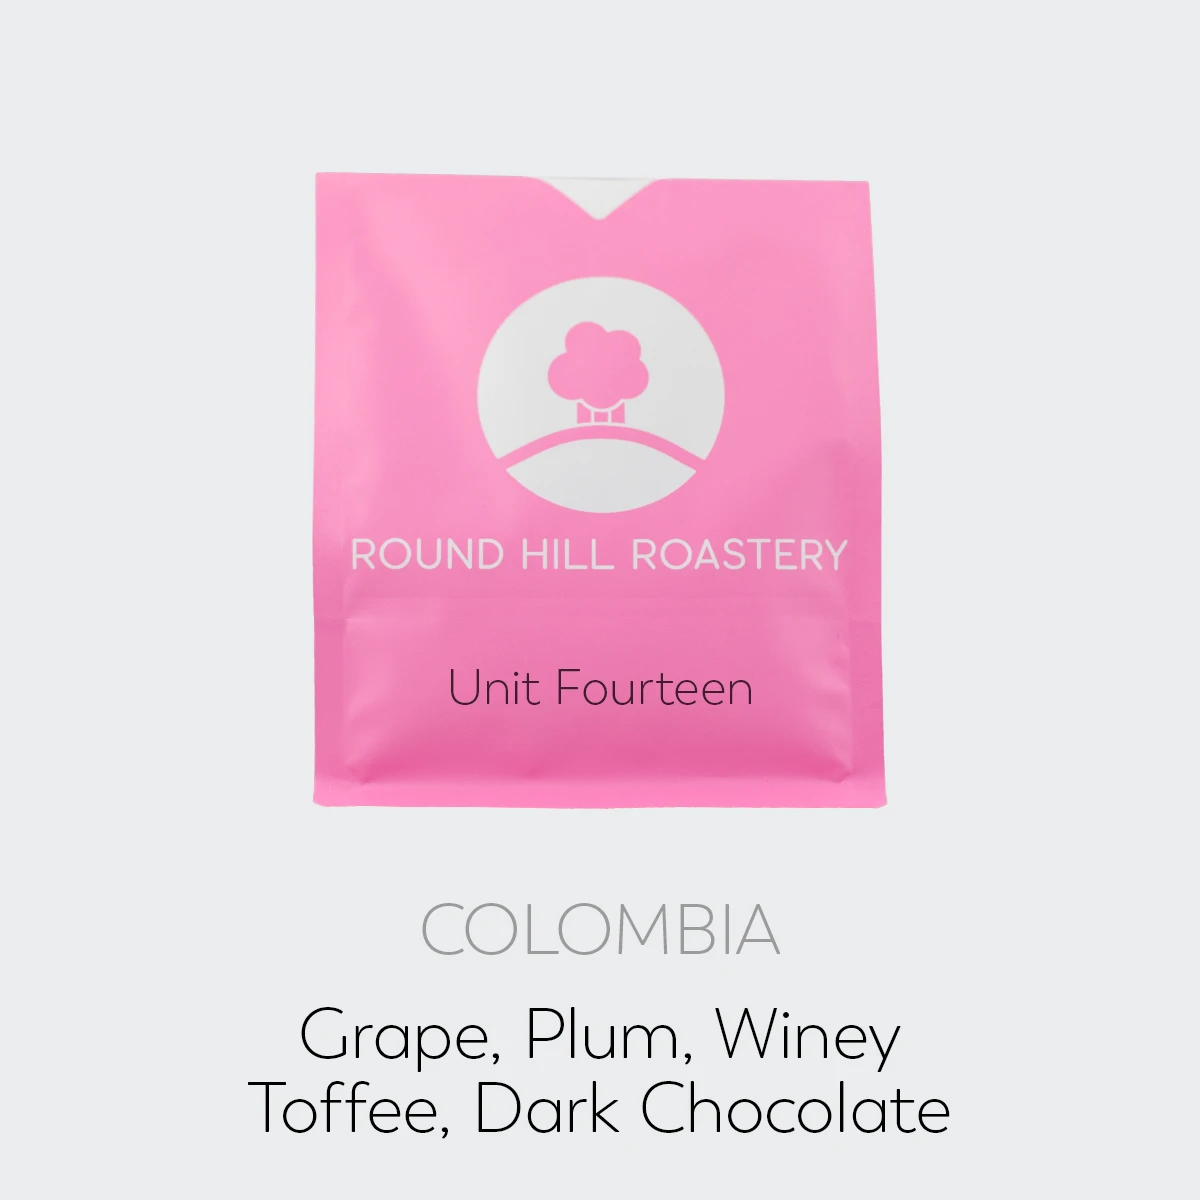 ROUND HILL ROASTERY
Unit Fourteen
COLOMBIA
Grape, Plum, Winey
Toffee, Dark Chocolate